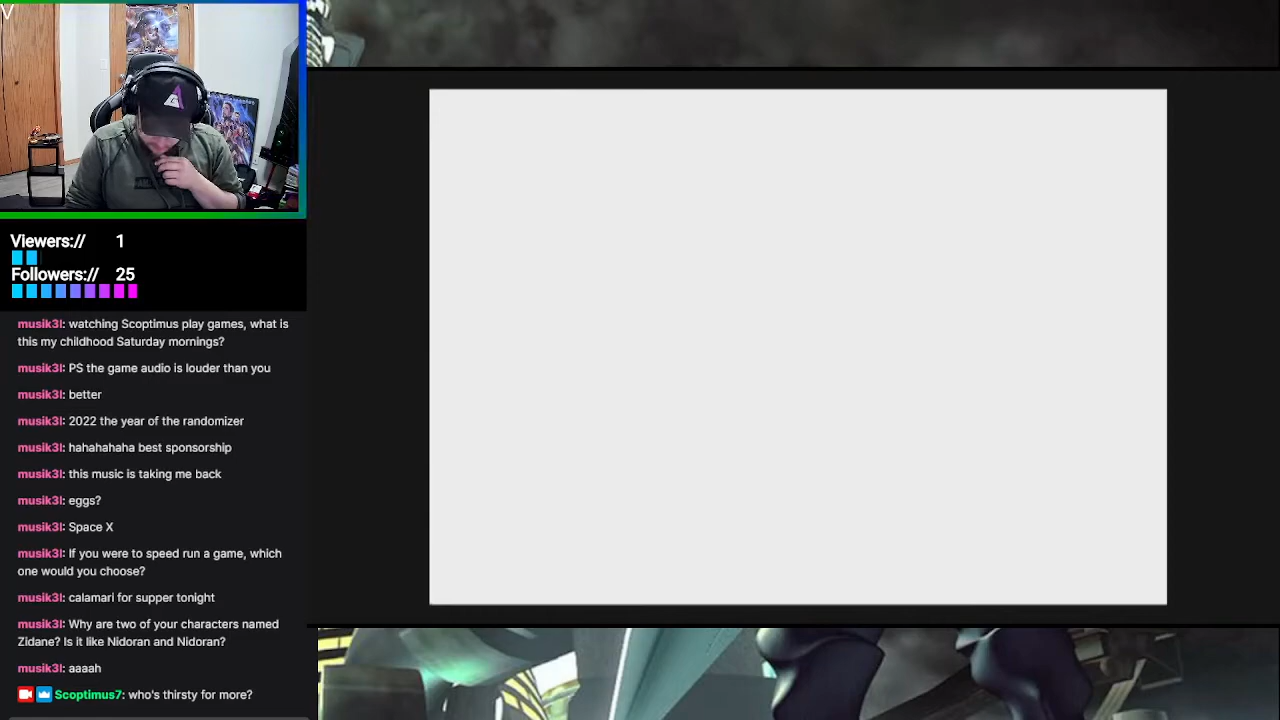 Viewers:// 1
Followers:// 25
musik3l: watching Scoptimus play games, what is
this my childhood Saturday mornings?
musik3l: PS the game audio is louder than you
musik3l: better
musik3l: 2022 the year of the randomizer
musik3l: hahahahaha best sponsorship
musik3l: this music is taking me back
musik3l: eggs?
musik3l: Space X
musik3l: If you were to speed run a game, which
one would you choose?
musik3l: calamari for supper tonight
musik3l: Why are two of your characters named
Zidane? Is it like Nidoran and Nidoran?
musik3l: aaaah
Scoptimus7: who's thirsty for more?